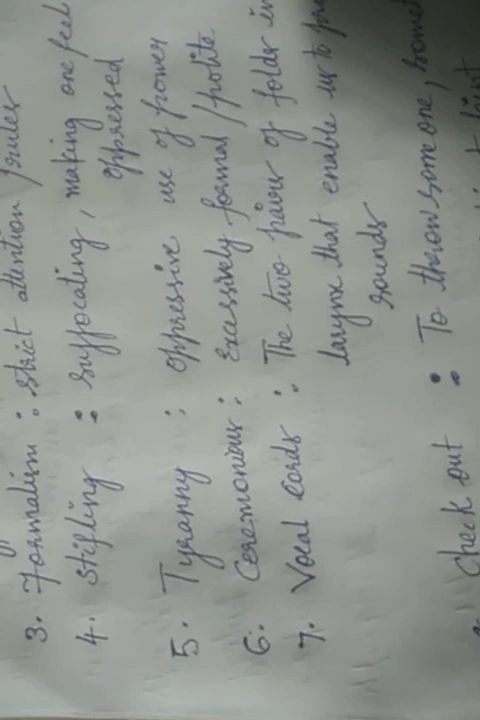 3. Formalism : strict attention / rules
4. Stifling : suffocating, making one feel
oppressed
5. Tyranny : oppressive use of power
6. Ceremonious : Excessively formal / polite
7. Vocal Cords : The two pairs of folds in
larynx that enable us to
sounds
Check out : To throw some one,